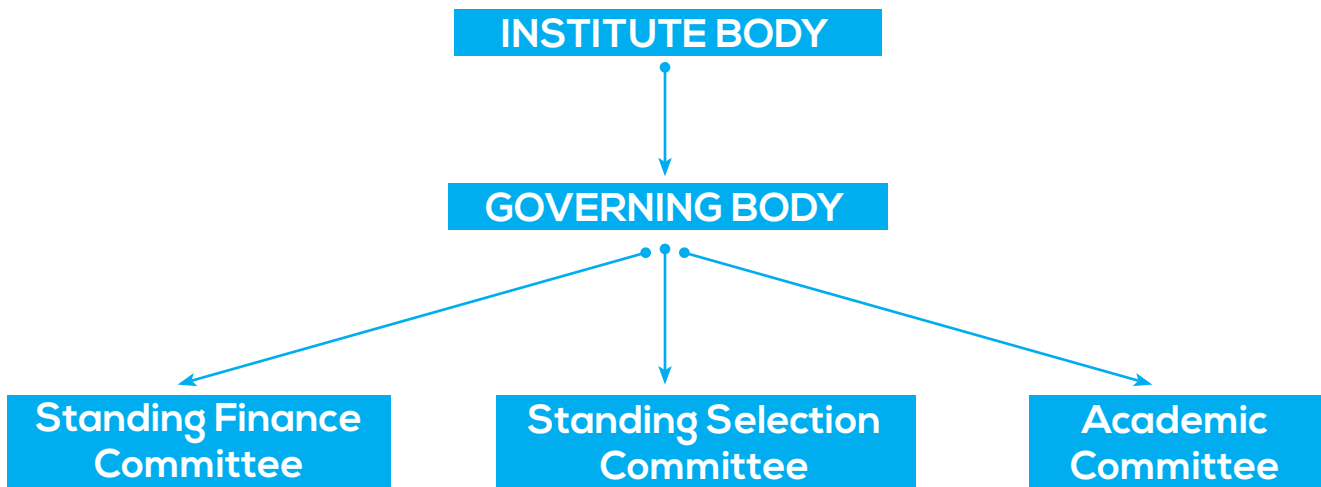 INSTITUTE BODY
GOVERNING BODY
Standing Finance
Committee
Standing Selection
Committee
Academic
Committee